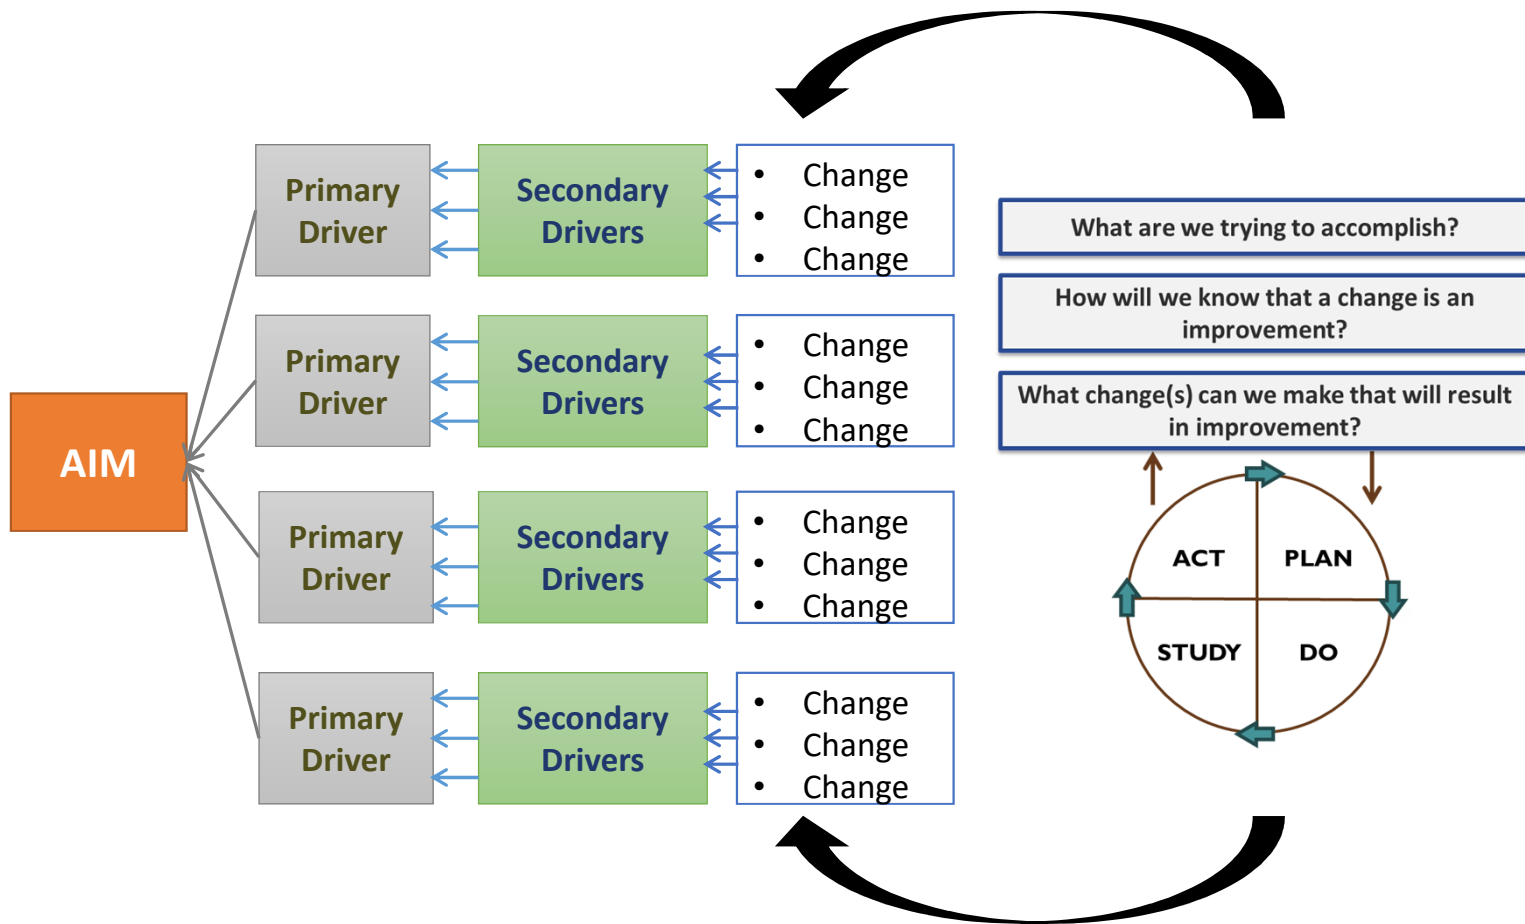 AIM
Primary
Driver
Secondary
Drivers
• Change
• Change
• Change
Primary
Driver
Secondary
Drivers
• Change
• Change
• Change
Primary
Driver
Secondary
Drivers
• Change
• Change
• Change
Primary
Driver
Secondary
Drivers
• Change
• Change
• Change
What are we trying to accomplish?
How will we know that a change is an
improvement?
What change(s) can we make that will result
in improvement?
ACT
PLAN
STUDY
DO